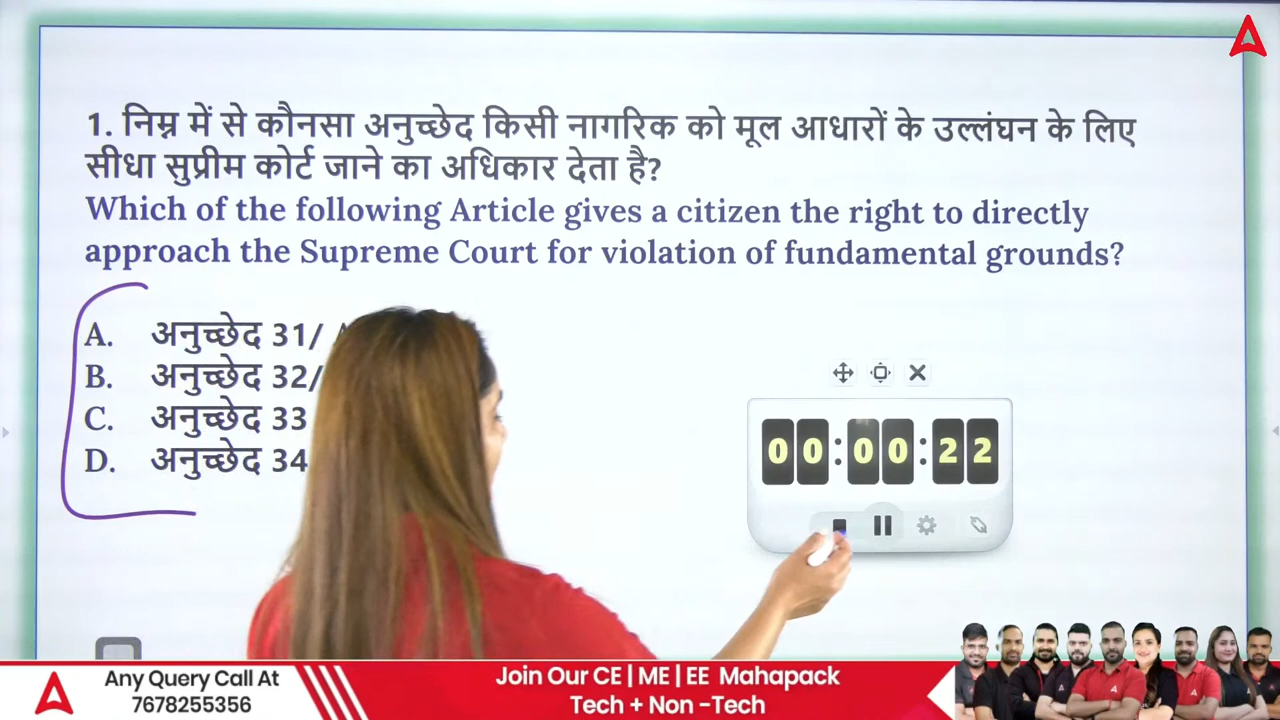 1. निम्न में से कौनसा अनुच्छेद किसी नागरिक को मूल आधारों के उल्लंघन के लिए
सीधा सुप्रीम कोर्ट जाने का अधिकार देता है?
Which of the following Article gives a citizen the right to directly
approach the Supreme Court for violation of fundamental grounds?
A. अनुच्छेद 31/
B. अनुच्छेद 32/
C. अनुच्छेद 33
D. अनुच्छेद 34
00:00:22
Any Query Call At
7678255356
Join Our CE | ME | EE Mahapack
Tech + Non -Tech